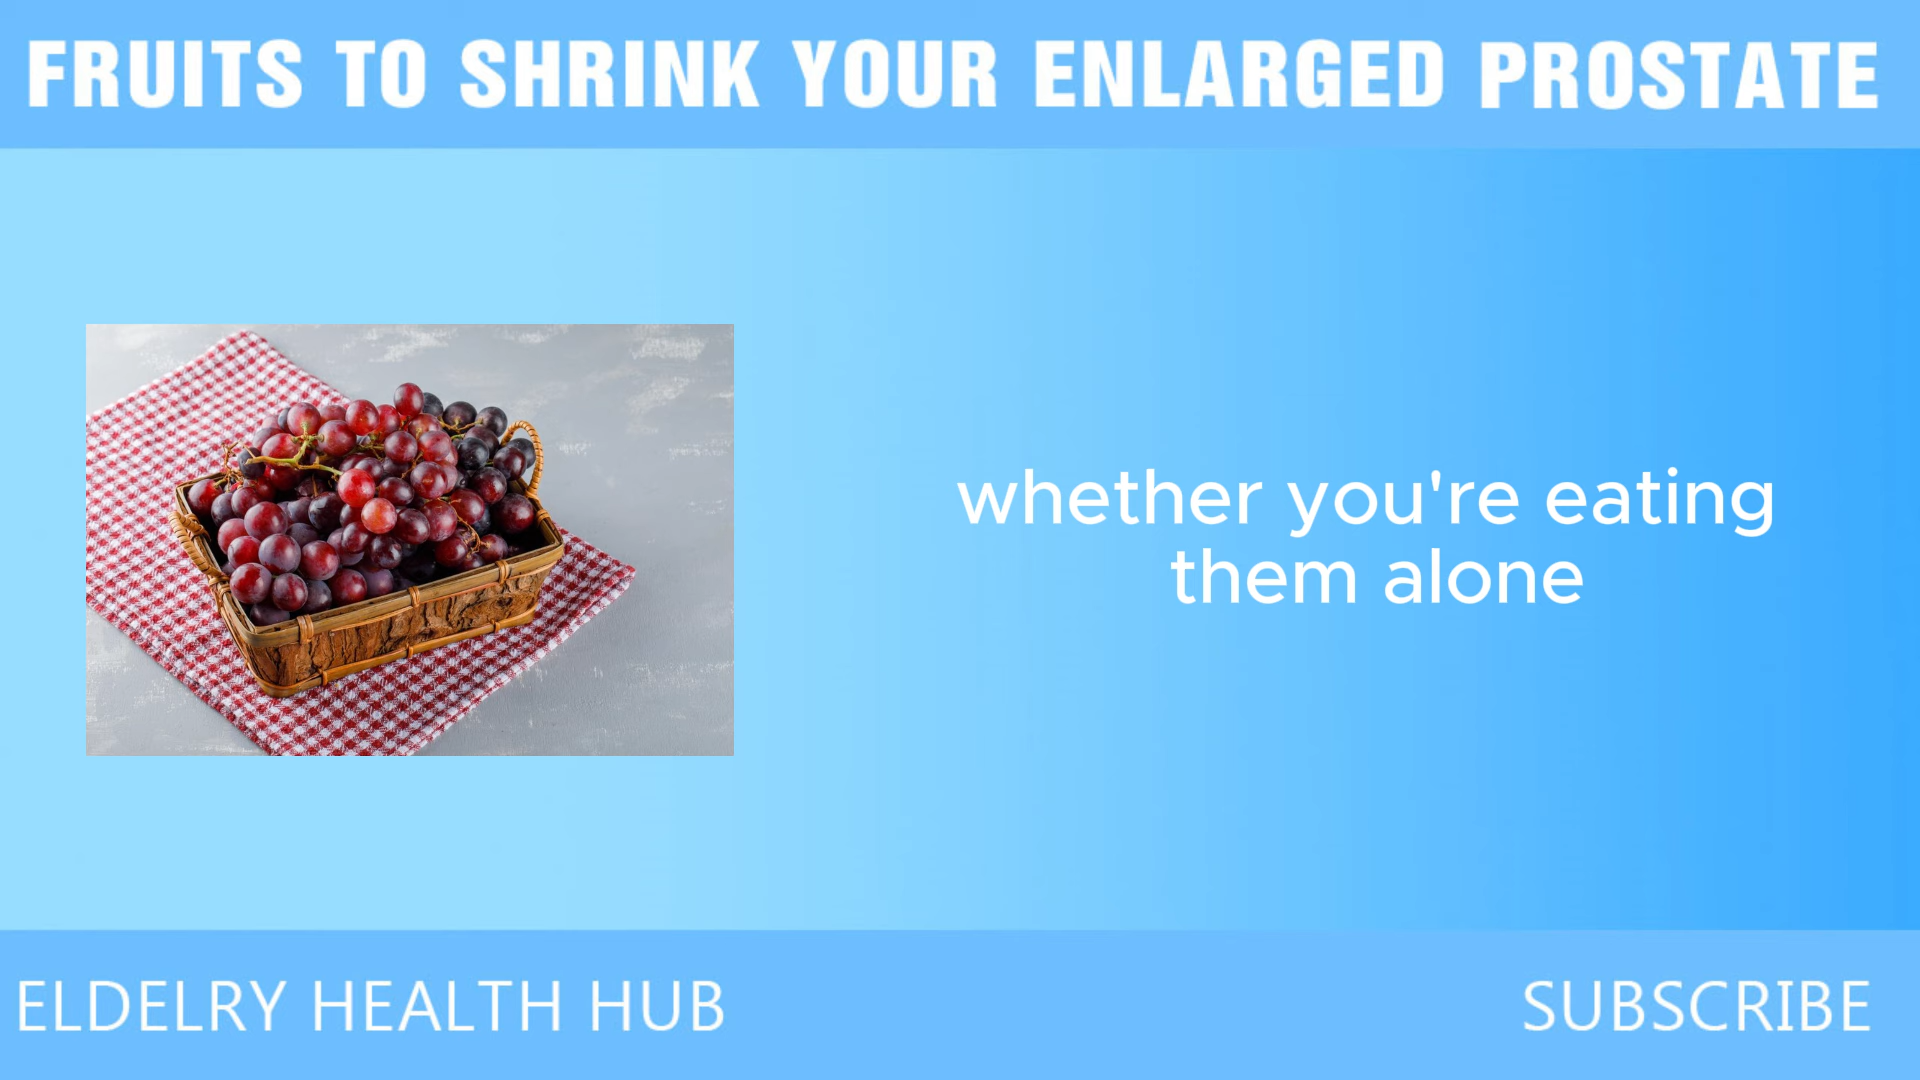 FRUITS TO SHRINK YOUR ENLARGED PROSTATE
whether you're eating
them alone
ELDELRY HEALTH HUB
SUBSCRIBE